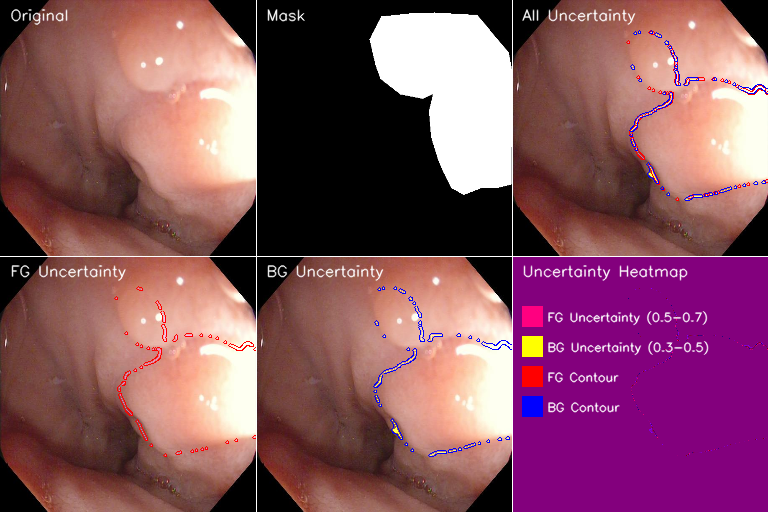 Original
Mask
All Uncertainty
FG Uncertainty
BG Uncertainty
Uncertainty Heatmap
FG Uncertainty (0.5-0.7)
BG Uncertainty (0.3-0.5)
FG Contour
BG Contour